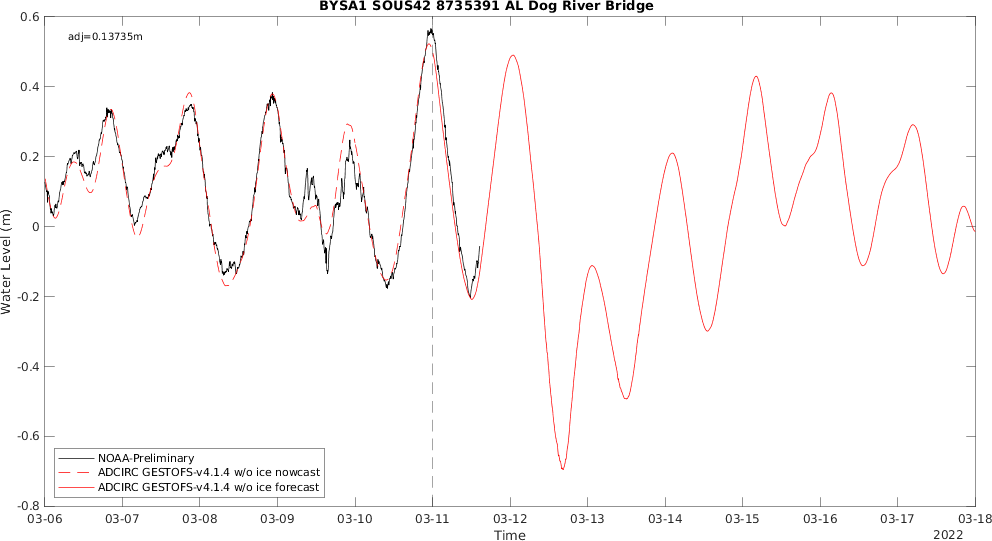 BYSA1 SOUS42 8735391 AL Dog River Bridge
adj=0.13735m
Water Level (m)
0.6
0.4
0.2
0
-0.2
-0.4
-0.6
-0.8
NOAA-Preliminary
ADCIRC GESTOFS-v4.1.4 w/o ice nowcast
ADCIRC GESTOFS-v4.1.4 w/o ice forecast
03-06 03-07 03-08 03-09 03-10 03-11 03-12 03-13 03-14 03-15 03-16 03-17 03-18
Time
2022